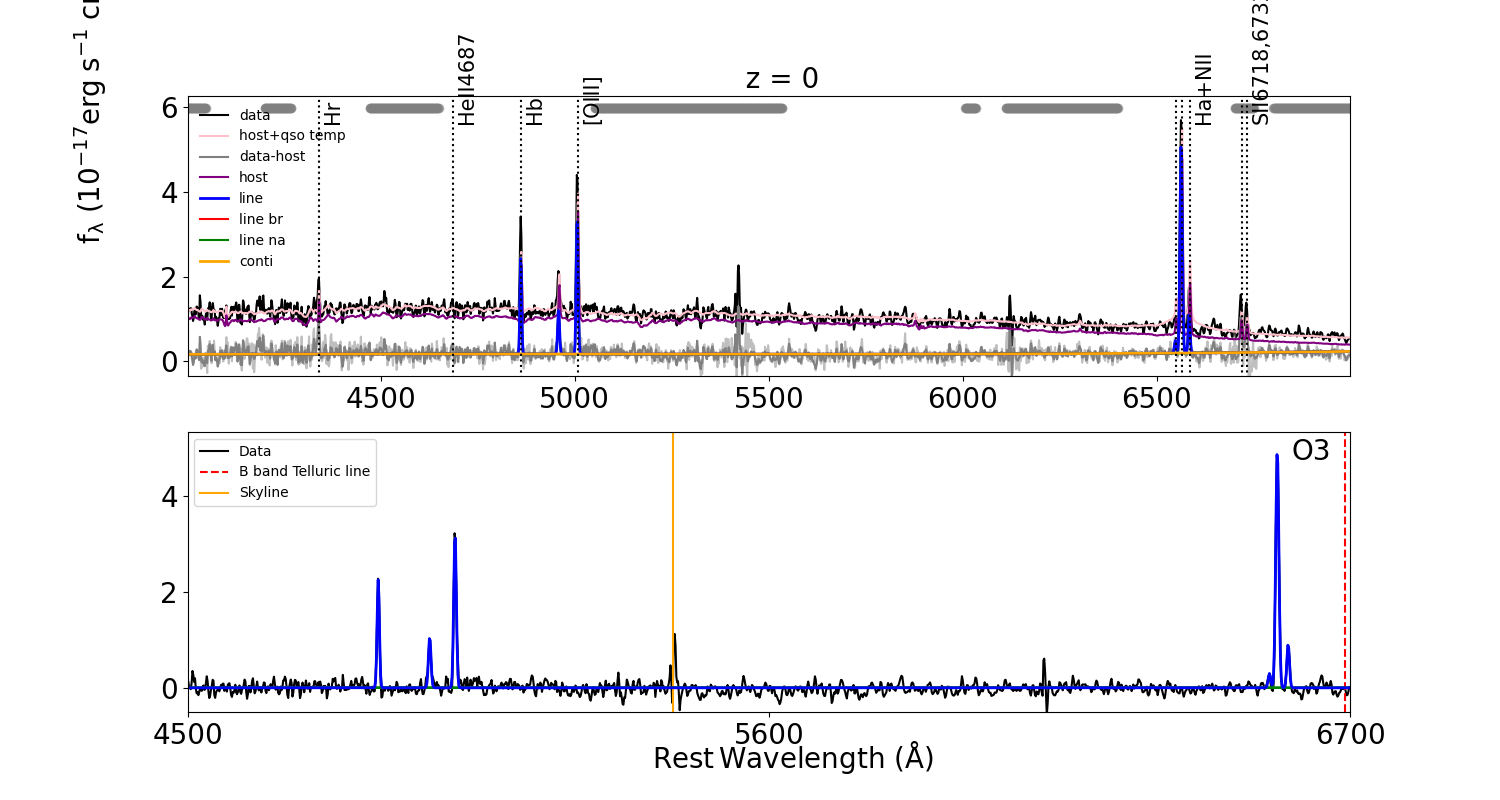 z = 0
f_λ (10^−17 erg s^−1
6
4
2
0
data
host+qso temp
data-host
host
line
line br
line na
conti
Hr
HeII4687
Hb
[OIII]
Ha+NII
SII6718,673
4500
5000
5500
6000
6500
4
2
0
Data
B band Telluric line
Skyline
O3
4500
5600
6700
Rest Wavelength (Å)